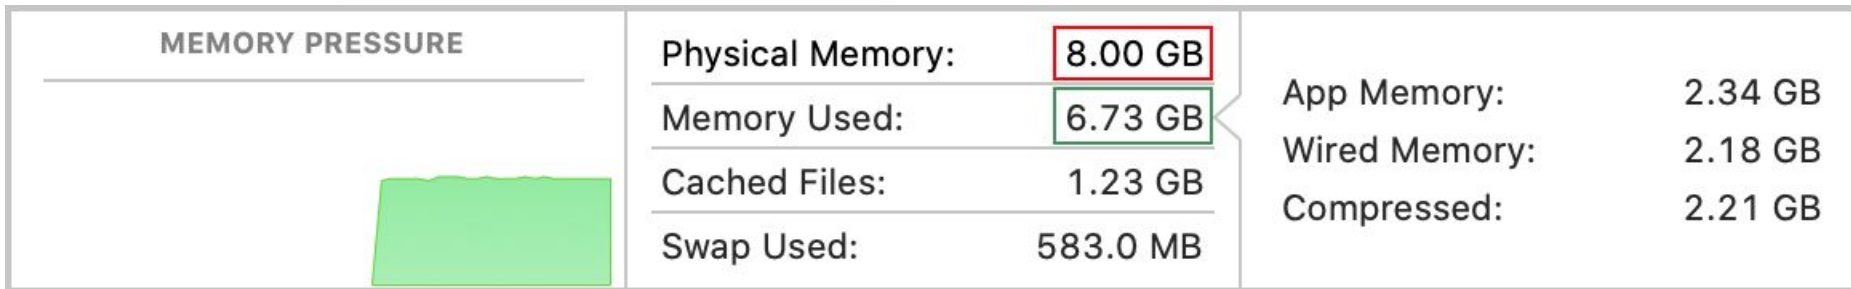 MEMORY PRESSURE
Physical Memory: 8.00 GB
Memory Used: 6.73 GB
Cached Files: 1.23 GB
Swap Used: 583.0 MB
App Memory: 2.34 GB
Wired Memory: 2.18 GB
Compressed: 2.21 GB